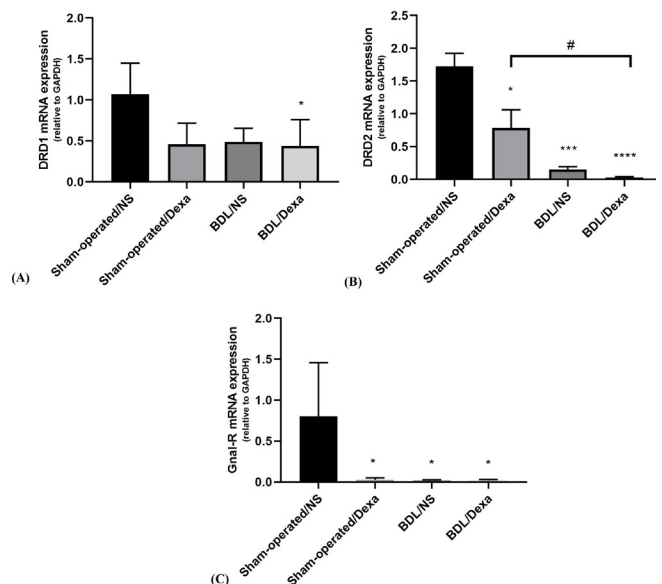 DRD1 mRNA expression
(relative to GAPDH)
2.0
1.5
1.0
0.5
0.0
*
Sham-operated/NS
Sham-operated/Dexa
BDL/NS
BDL/Dexa
(A)
DRD2 mRNA expression
(relative to GAPDH)
2.5
2.0
1.5
1.0
0.5
0.0
#
*
***
****
Sham-operated/NS
Sham-operated/Dexa
BDL/NS
BDL/Dexa
(B)
Gnal-R mRNA expression
(relative to GAPDH)
2.0
1.5
1.0
0.5
0.0
*
*
*
Sham-operated/NS
Sham-operated/Dexa
BDL/NS
BDL/Dexa
(C)